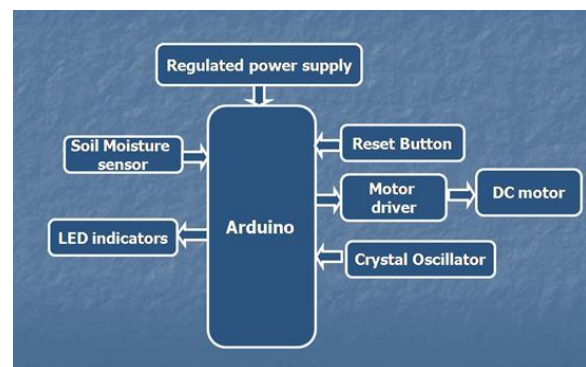 Regulated power supply
Soil Moisture
sensor
Reset Button
Motor
driver
DC motor
Arduino
LED indicators
Crystal Oscillator